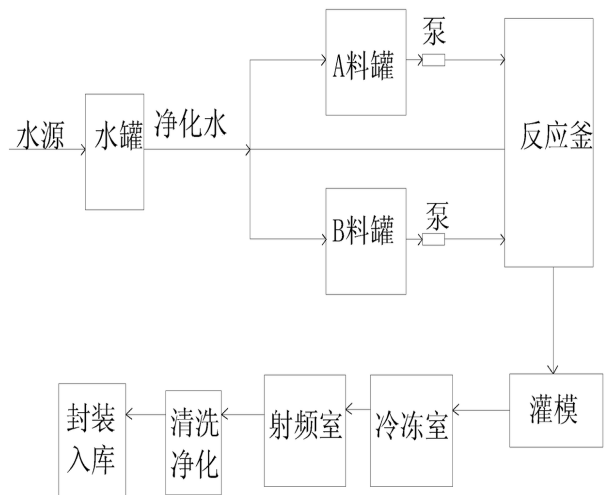 泵
A料罐
水源
水罐
净化水
反应釜
泵
B料罐
灌模
冷冻室
射频室
清洗
净化
封装
入库